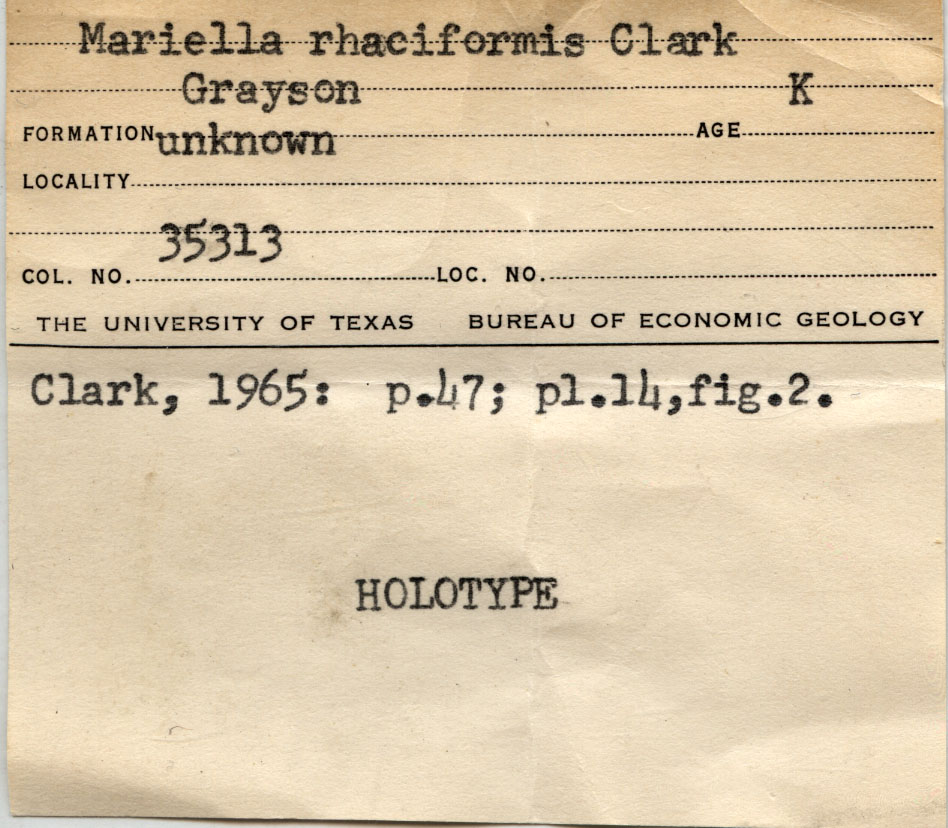 Mariella rhaciformis Clark
Grayson K
FORMATION unknown AGE
LOCALITY
35313
COL. NO. LOC. NO.
THE UNIVERSITY OF TEXAS BUREAU OF ECONOMIC GEOLOGY
Clark, 1965: p.47; pl.14,fig.2.
HOLOTYPE